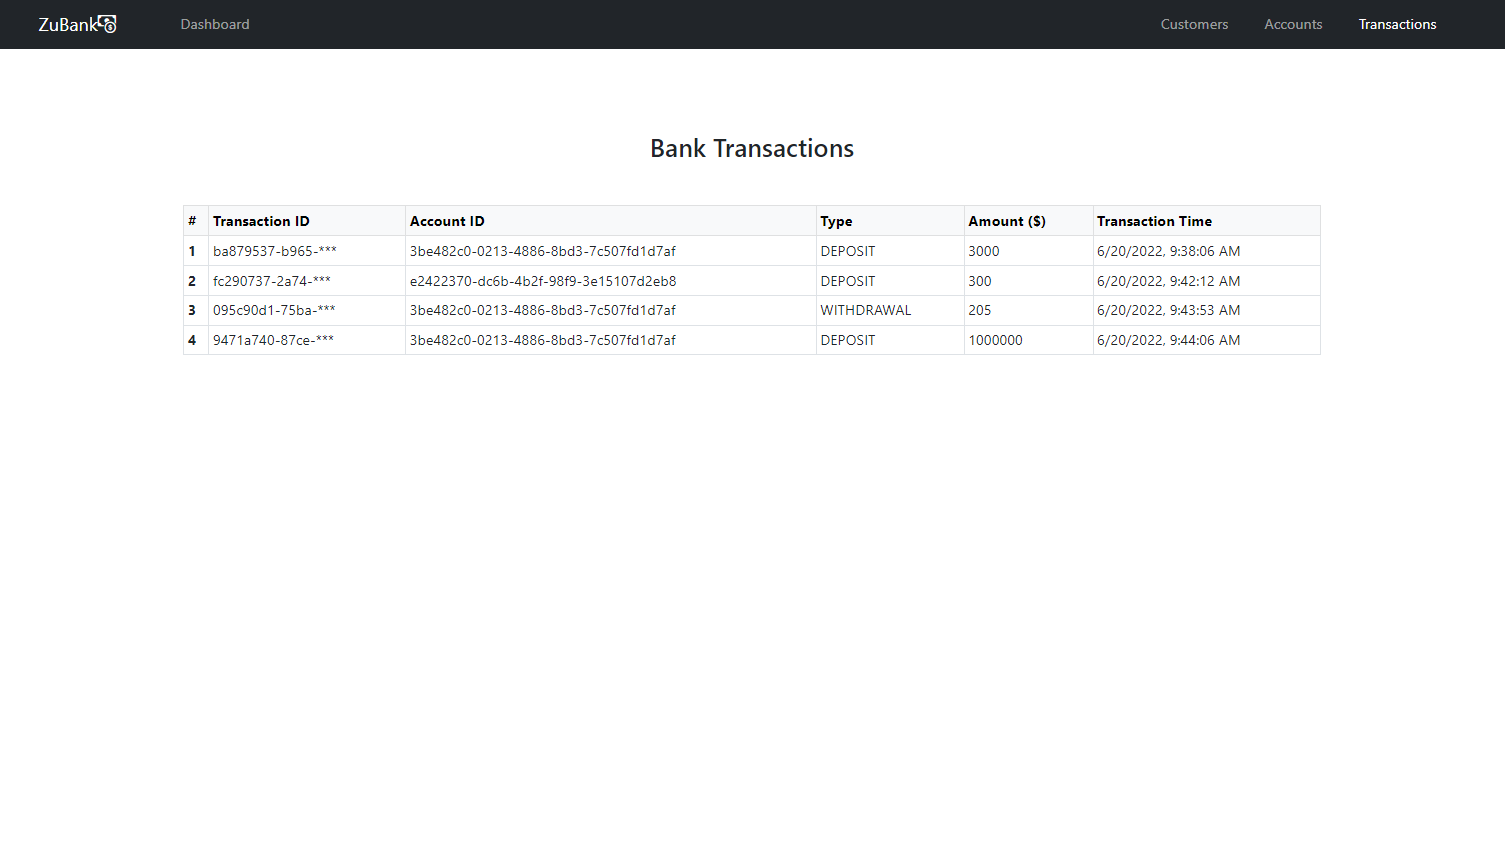 ZuBank Dashboard Customers Accounts Transactions
Bank Transactions
# Transaction ID Account ID Type Amount ($) Transaction Time
1 ba879537-b965-*** 3be482c0-0213-4886-8bd3-7c507fd1d7af DEPOSIT 3000 6/20/2022, 9:38:06 AM
2 fc290737-2a74-*** e2422370-dc6b-4b2f-98f9-3e15107d2eb8 DEPOSIT 300 6/20/2022, 9:42:12 AM
3 095c90d1-75ba-*** 3be482c0-0213-4886-8bd3-7c507fd1d7af WITHDRAWAL 205 6/20/2022, 9:43:53 AM
4 9471a740-87ce-*** 3be482c0-0213-4886-8bd3-7c507fd1d7af DEPOSIT 1000000 6/20/2022, 9:44:06 AM